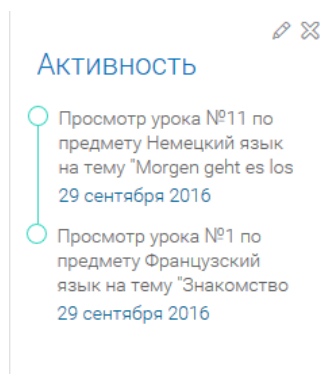 Активность
Просмотр урока №11 по
предмету Немецкий язык
на тему "Morgen geht es los
29 сентября 2016
Просмотр урока №1 по
предмету Французский
язык на тему "Знакомство
29 сентября 2016